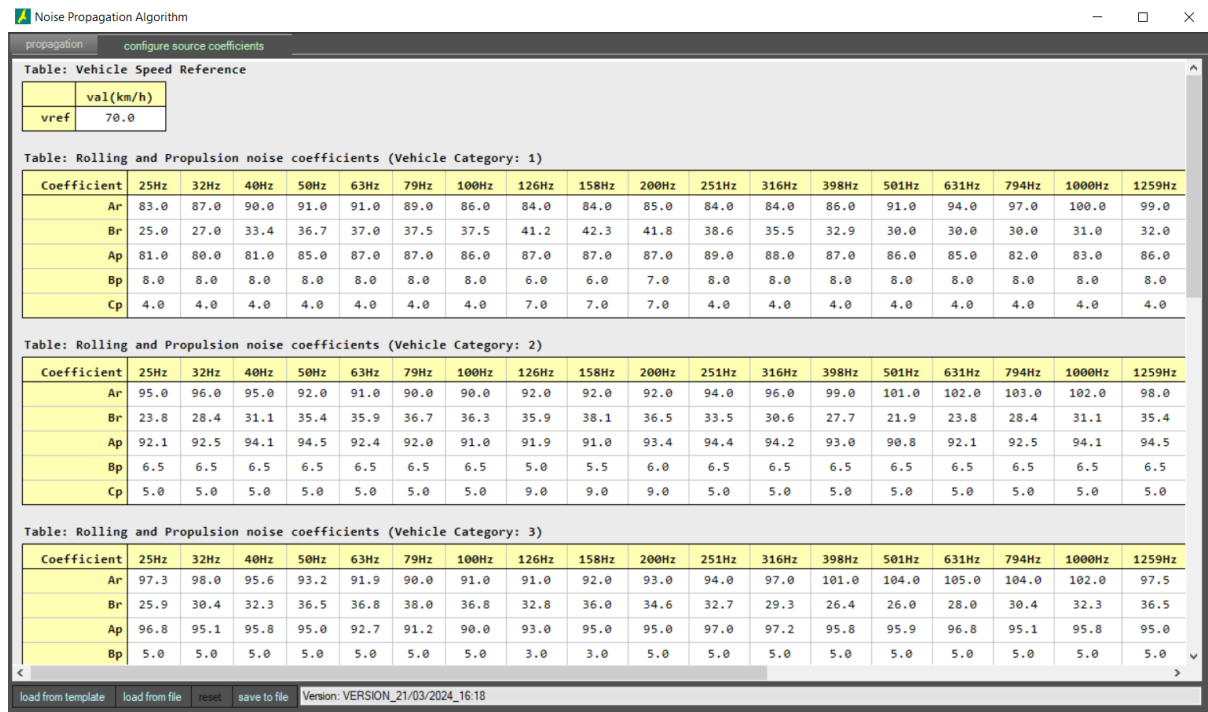 Noise Propagation Algorithm
propagation configure source coefficients
Table: Vehicle Speed Reference
val(km/h)
vref 70.0
Table: Rolling and Propulsion noise coefficients (Vehicle Category: 1)
Coefficient 25Hz 32Hz 40Hz 50Hz 63Hz 79Hz 100Hz 126Hz 158Hz 200Hz 251Hz 316Hz 398Hz 501Hz 631Hz 794Hz 1000Hz 1259Hz
Ar 83.0 87.0 90.0 91.0 91.0 89.0 86.0 84.0 84.0 85.0 84.0 84.0 86.0 91.0 94.0 97.0 100.0 99.0
Br 25.0 27.0 33.4 36.7 37.0 37.5 37.5 41.2 42.3 41.8 38.6 35.5 32.9 30.0 30.0 30.0 31.0 32.0
Ap 81.0 80.0 81.0 85.0 87.0 87.0 86.0 87.0 87.0 87.0 89.0 88.0 87.0 86.0 85.0 82.0 83.0 86.0
Bp 8.0 8.0 8.0 8.0 8.0 8.0 8.0 6.0 6.0 7.0 8.0 8.0 8.0 8.0 8.0 8.0 8.0 8.0
Cp 4.0 4.0 4.0 4.0 4.0 4.0 4.0 7.0 7.0 7.0 4.0 4.0 4.0 4.0 4.0 4.0 4.0 4.0
Table: Rolling and Propulsion noise coefficients (Vehicle Category: 2)
Coefficient 25Hz 32Hz 40Hz 50Hz 63Hz 79Hz 100Hz 126Hz 158Hz 200Hz 251Hz 316Hz 398Hz 501Hz 631Hz 794Hz 1000Hz 1259Hz
Ar 95.0 96.0 95.0 92.0 91.0 90.0 90.0 92.0 92.0 92.0 94.0 96.0 99.0 101.0 102.0 103.0 102.0 98.0
Br 23.8 28.4 31.1 35.4 35.9 36.7 36.3 35.9 38.1 36.5 33.5 30.6 27.7 21.9 23.8 28.4 31.1 35.4
Ap 92.1 92.5 94.1 94.5 92.4 92.0 91.0 91.9 91.0 93.4 94.4 94.2 93.0 90.8 92.1 92.5 94.1 94.5
Bp 6.5 6.5 6.5 6.5 6.5 6.5 6.5 5.0 5.5 6.0 6.5 6.5 6.5 6.5 6.5 6.5 6.5 6.5
Cp 5.0 5.0 5.0 5.0 5.0 5.0 5.0 9.0 9.0 9.0 5.0 5.0 5.0 5.0 5.0 5.0 5.0 5.0
Table: Rolling and Propulsion noise coefficients (Vehicle Category: 3)
Coefficient 25Hz 32Hz 40Hz 50Hz 63Hz 79Hz 100Hz 126Hz 158Hz 200Hz 251Hz 316Hz 398Hz 501Hz 631Hz 794Hz 1000Hz 1259Hz
Ar 97.3 98.0 95.6 93.2 91.9 90.0 91.0 91.0 92.0 93.0 94.0 97.0 101.0 104.0 105.0 104.0 102.0 97.5
Br 25.9 30.4 32.3 36.5 36.8 38.0 36.8 32.8 36.0 34.6 32.7 29.3 26.4 26.0 28.0 30.4 32.3 36.5
Ap 96.8 95.1 95.8 95.0 92.7 91.2 90.0 93.0 95.0 95.0 97.0 97.2 95.8 95.9 96.8 95.1 95.8 95.0
Bp 5.0 5.0 5.0 5.0 5.0 5.0 5.0 3.0 3.0 5.0 5.0 5.0 5.0 5.0 5.0 5.0 5.0 5.0
load from template load from file reset save to file Version: VERSION_21/03/2024_16:18